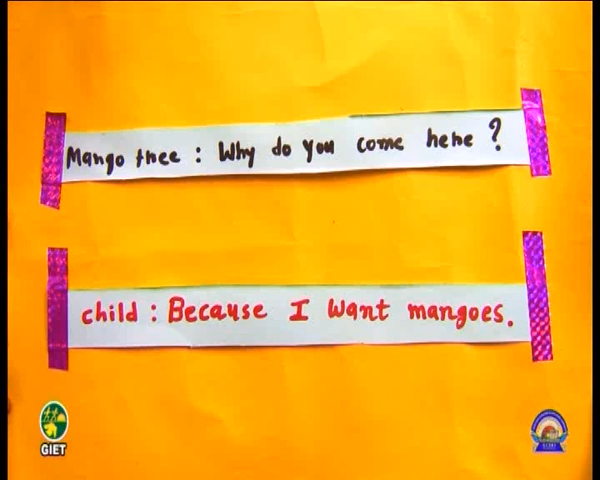 Mango tree : Why do you come here ?
child : Because I want mangoes.
GIET